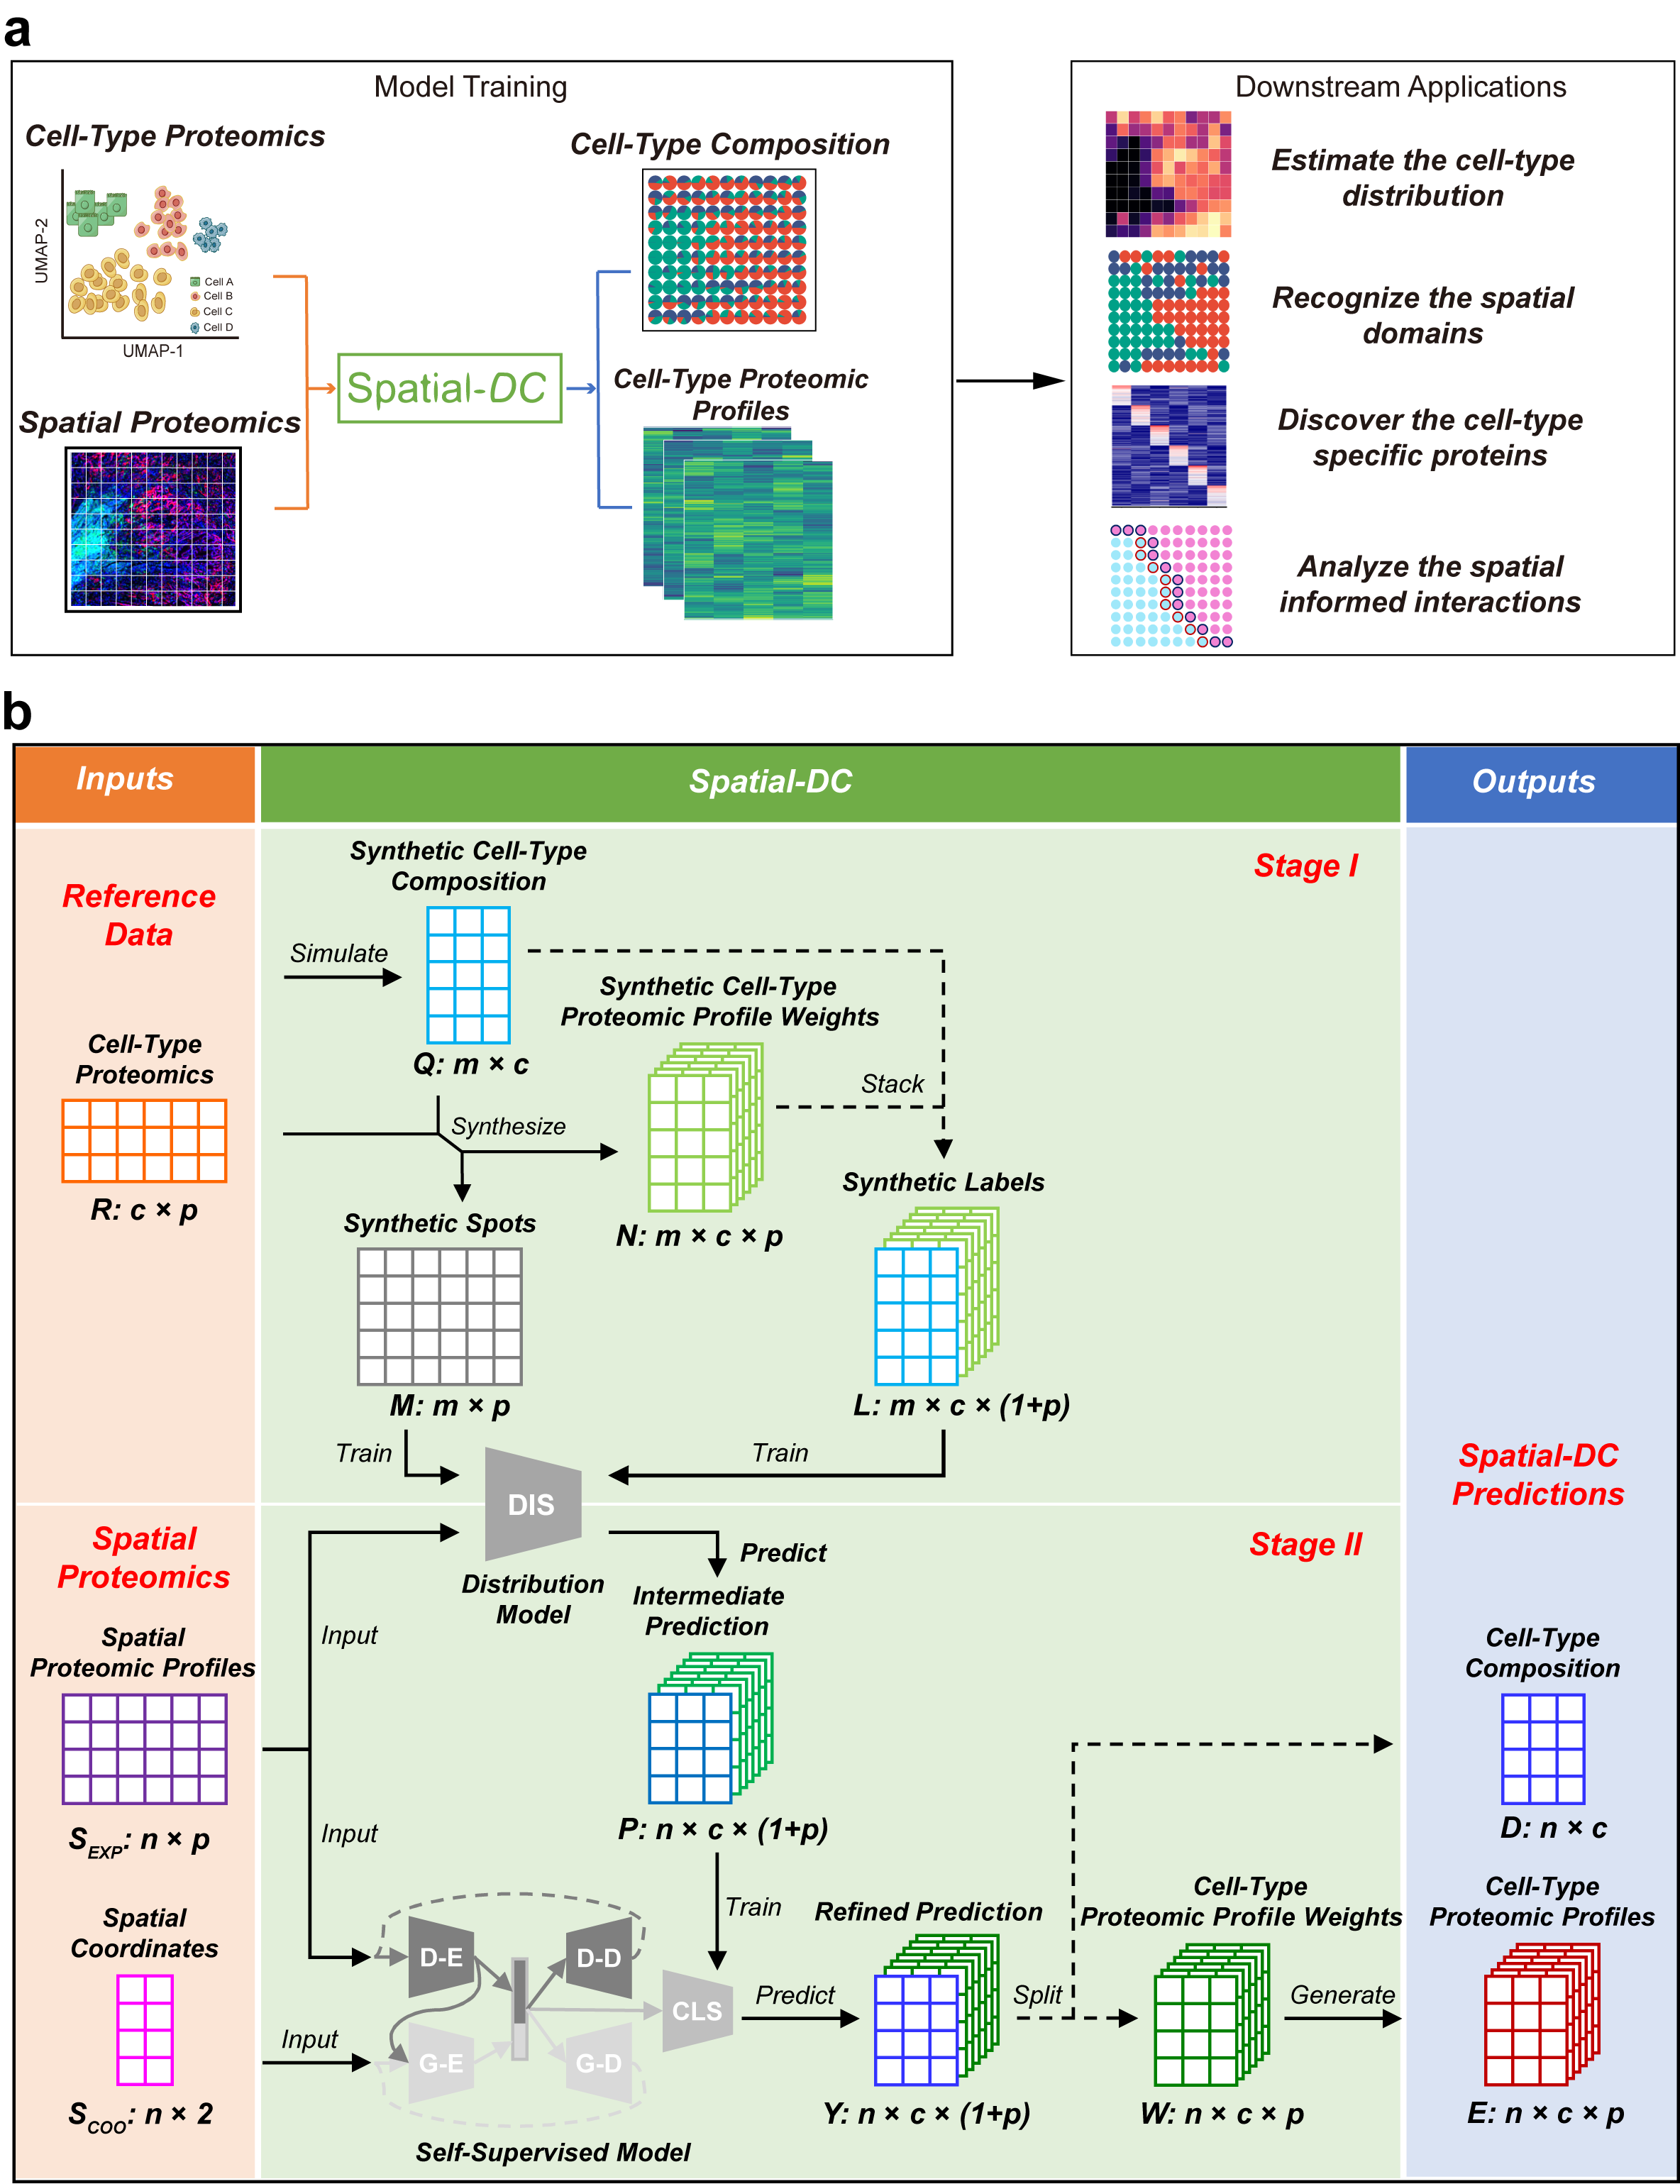 a
Model Training
Cell-Type Proteomics
UMAP-2
Cell A
Cell B
Cell C
Cell D
UMAP-1
Spatial Proteomics
Spatial-DC
Cell-Type Composition
Cell-Type Proteomic
Profiles
Downstream Applications
Estimate the cell-type
distribution
Recognize the spatial
domains
Discover the cell-type
specific proteins
Analyze the spatial
informed interactions
b
Inputs
Spatial-DC
Outputs
Reference
Data
Cell-Type
Proteomics
R: c × p
Stage I
Synthetic Cell-Type
Composition
Simulate
Q: m × c
Synthetic Cell-Type
Proteomic Profile Weights
Stack
Synthesize
N: m × c × p
Synthetic Spots
M: m × p
Synthetic Labels
L: m × c × (1+p)
Train
Train
DIS
Spatial
Proteomics
Spatial
Proteomic Profiles
S_EXP: n × p
Spatial
Coordinates
S_COO: n × 2
Stage II
Distribution
Model
Predict
Intermediate
Prediction
Input
P: n × c × (1+p)
Input
Train
D-E
D-D
CLS
Input
G-E
G-D
Self-Supervised Model
Predict
Refined Prediction
Y: n × c × (1+p)
Split
Cell-Type
Proteomic Profile Weights
W: n × c × p
Generate
Spatial-DC
Predictions
Cell-Type
Composition
D: n × c
Cell-Type
Proteomic Profiles
E: n × c × p